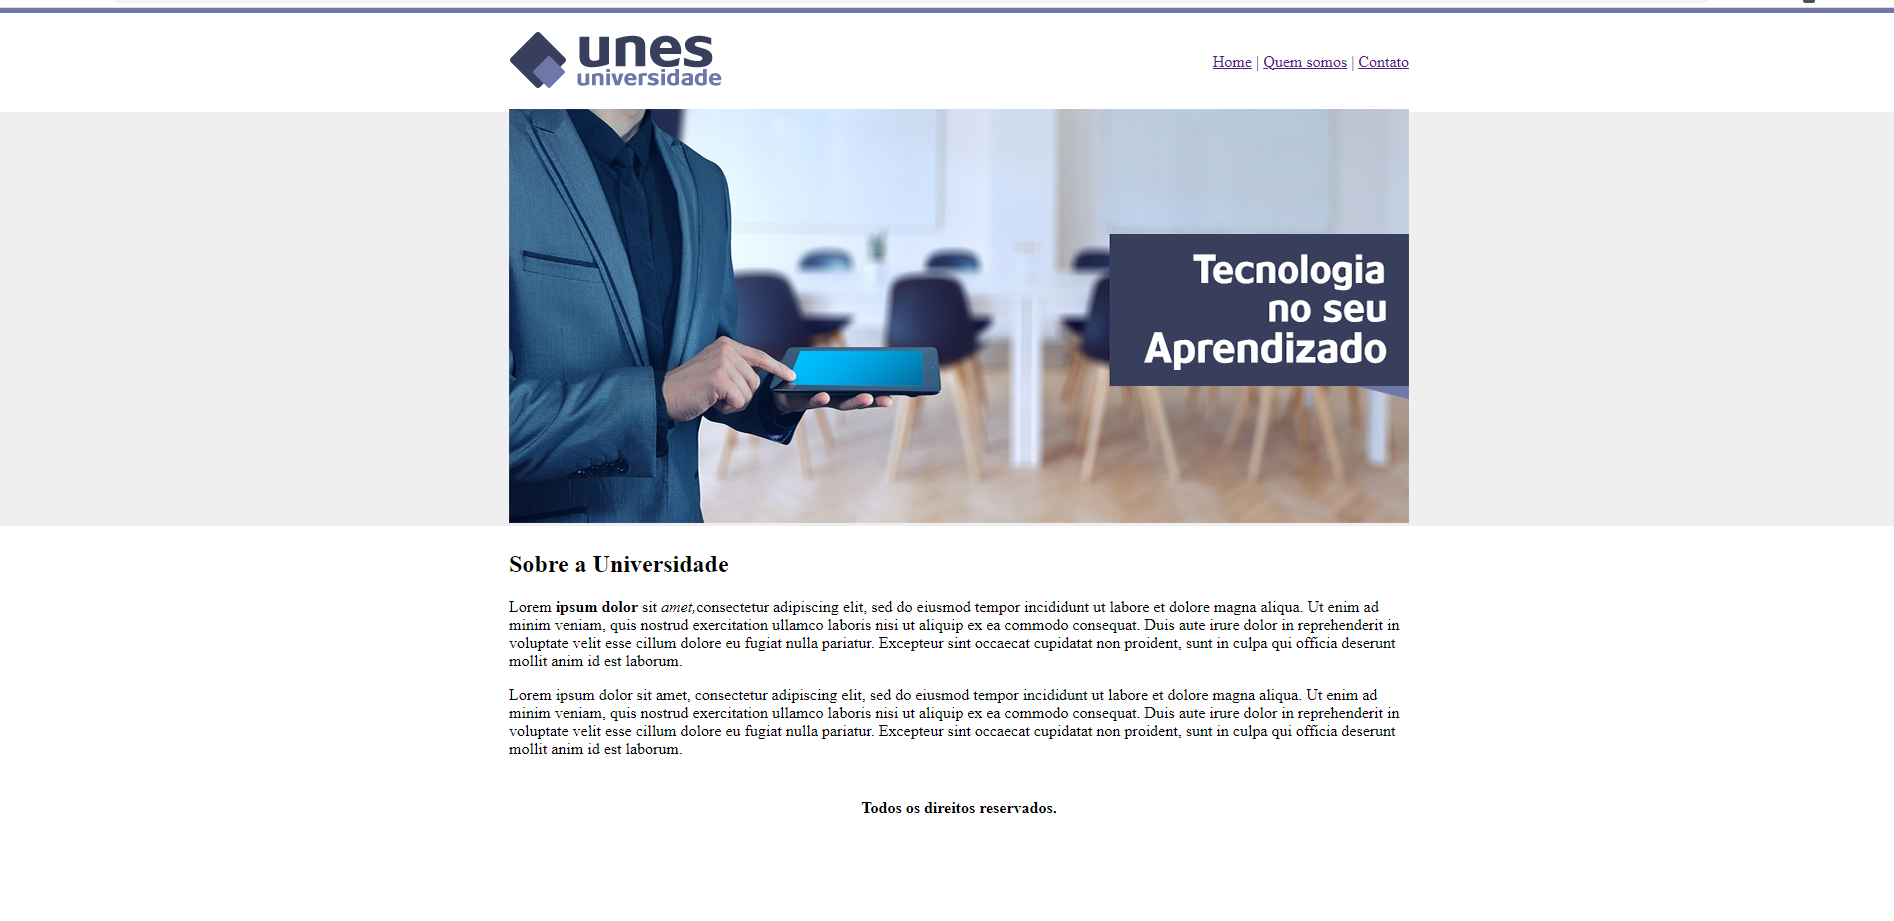 unes
universidade
Home | Quem somos | Contato
Tecnologia
no seu
Aprendizado
Sobre a Universidade
Lorem ipsum dolor sit amet,consectetur adipiscing elit, sed do eiusmod tempor incididunt ut labore et dolore magna aliqua. Ut enim ad
minim veniam, quis nostrud exercitation ullamco laboris nisi ut aliquip ex ea commodo consequat. Duis aute irure dolor in reprehenderit in
voluptate velit esse cillum dolore eu fugiat nulla pariatur. Excepteur sint occaecat cupidatat non proident, sunt in culpa qui officia deserunt
mollit anim id est laborum.
Lorem ipsum dolor sit amet, consectetur adipiscing elit, sed do eiusmod tempor incididunt ut labore et dolore magna aliqua. Ut enim ad
minim veniam, quis nostrud exercitation ullamco laboris nisi ut aliquip ex ea commodo consequat. Duis aute irure dolor in reprehenderit in
voluptate velit esse cillum dolore eu fugiat nulla pariatur. Excepteur sint occaecat cupidatat non proident, sunt in culpa qui officia deserunt
mollit anim id est laborum.
Todos os direitos reservados.